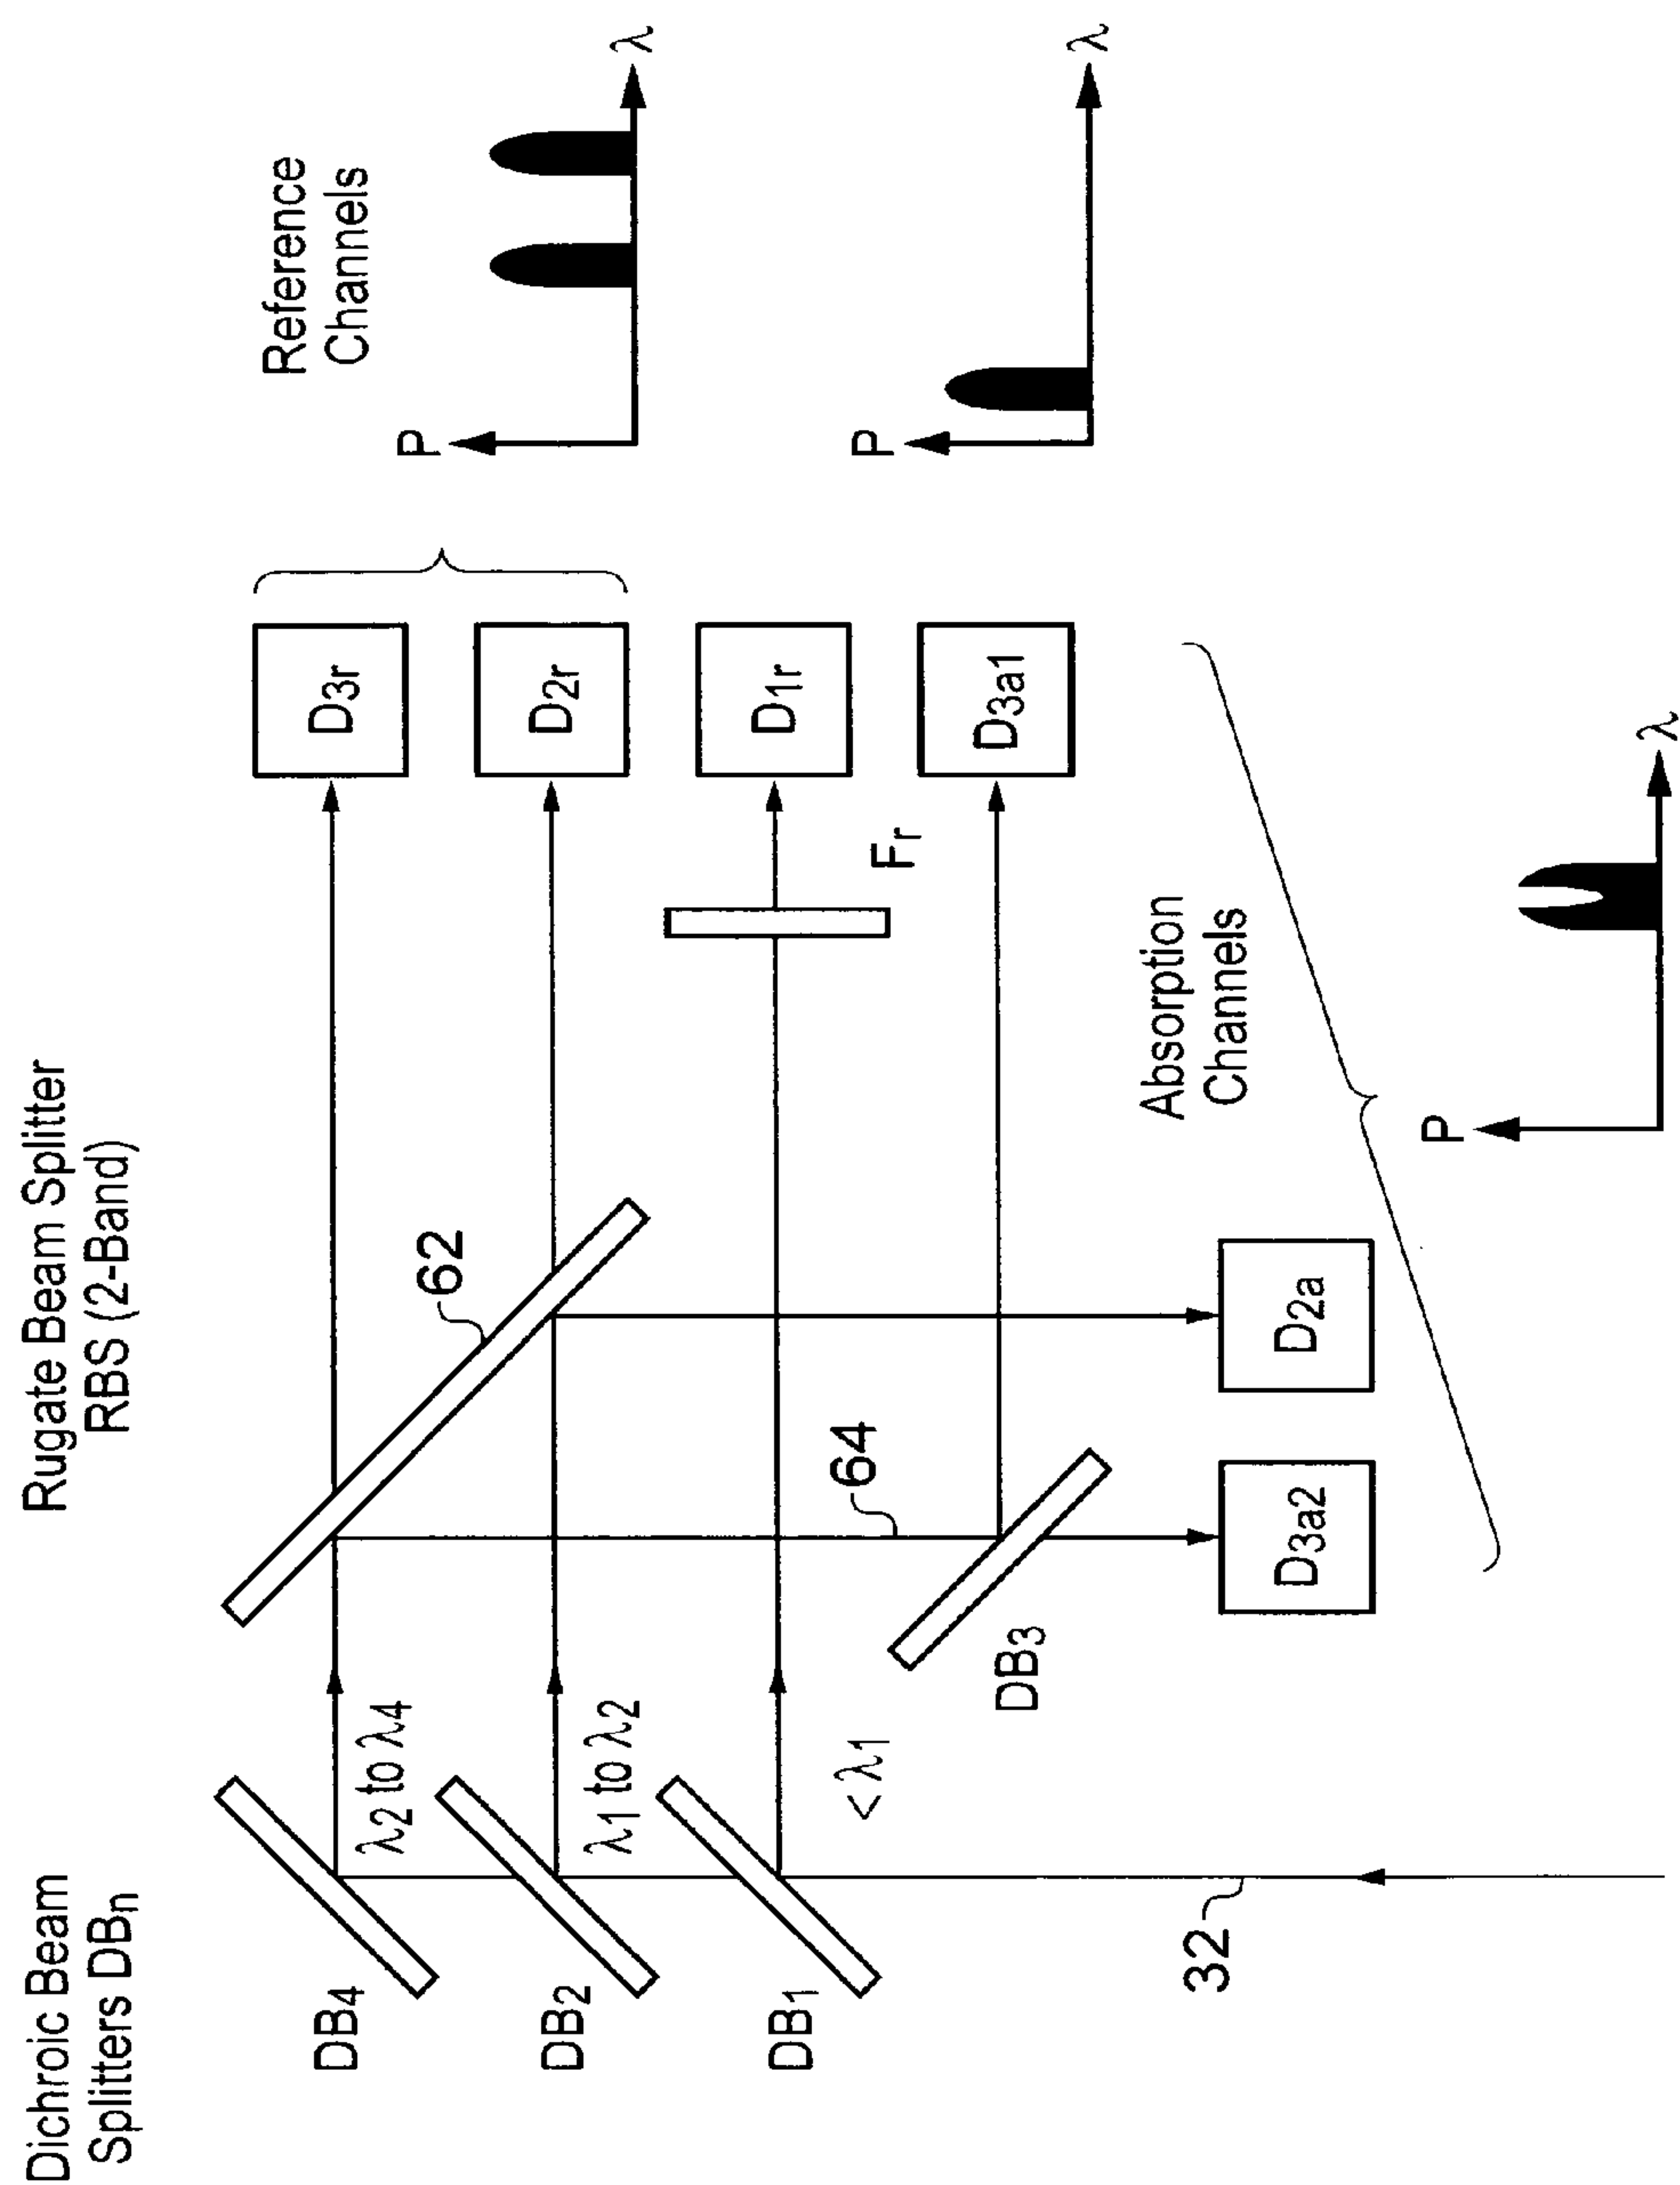 Dichroic Beam
Splitters DBn
Rugate Beam Splitter
RBS (2-Band)
Reference
Channels
P
λ
P
λ
DB4
DB2
DB1
λ2 to λ4
λ1 to λ2
< λ1
62
64
32
DB3
Fr
D3r
D2r
D1r
D3a1
D3a2
D2a
Absorption
Channels
P
λ